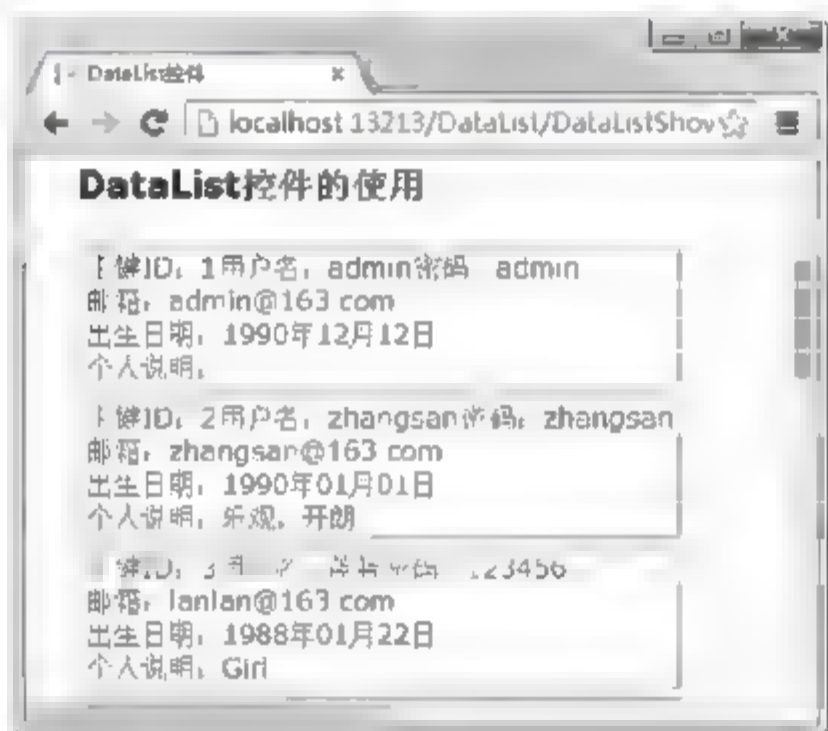 DataList控件
localhost 13213/DataList/DataListShow
DataList控件的使用
键ID：1用户名：admin密码 admin
邮箱：admin@163 com
出生日期：1990年12月12日
个人说明：
键ID：2用户名：zhangsan密码：zhangsan
邮箱：zhangsan@163 com
出生日期：1990年01月01日
个人说明：乐观，开朗
键ID：3 密码 123456
邮箱：lanlan@163 com
出生日期：1988年01月22日
个人说明：Girl